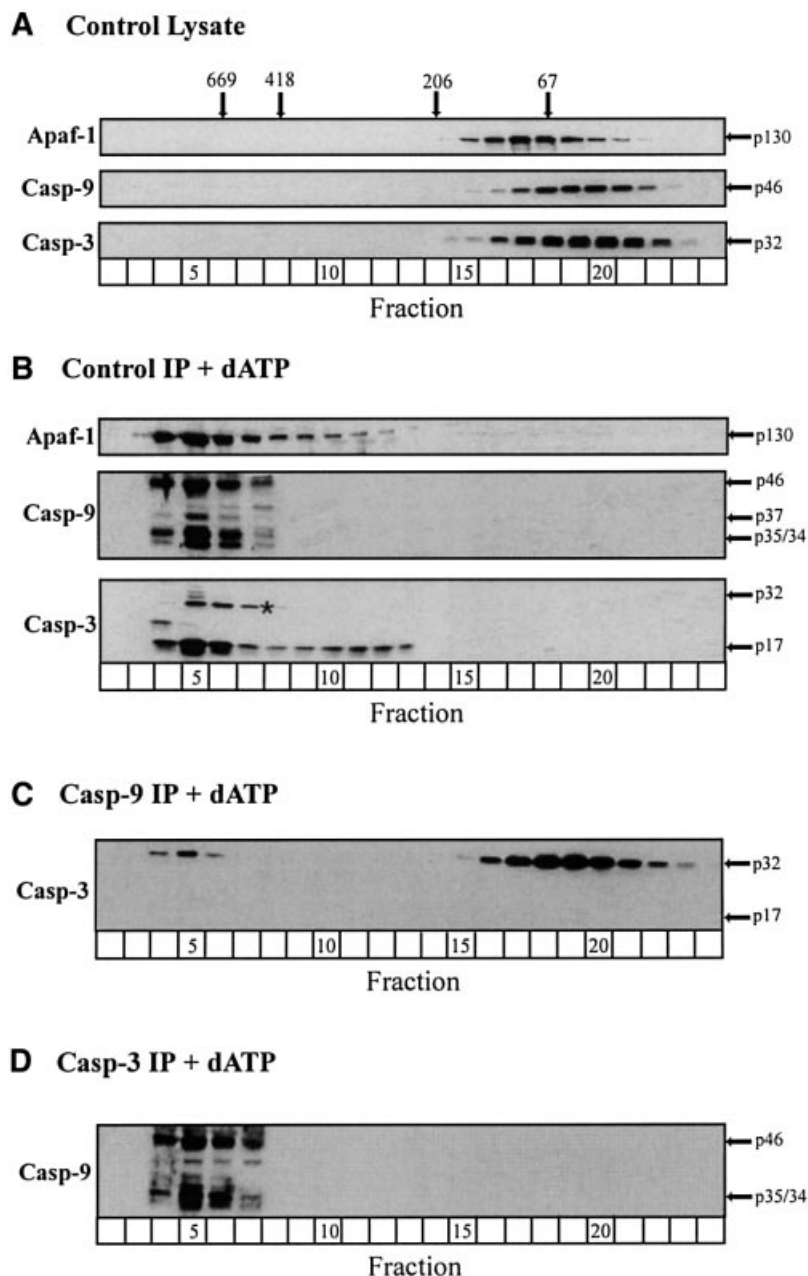 A Control Lysate
669 418 206 67
Apaf-1 p130
Casp-9 p46
Casp-3 p32
5 10 15 20
Fraction
B Control IP + dATP
Apaf-1 p130
p46
Casp-9 p37
p35/34
p32
*
Casp-3
p17
5 10 15 20
Fraction
C Casp-9 IP + dATP
p32
Casp-3
p17
5 10 15 20
Fraction
D Casp-3 IP + dATP
p46
Casp-9
p35/34
5 10 15 20
Fraction